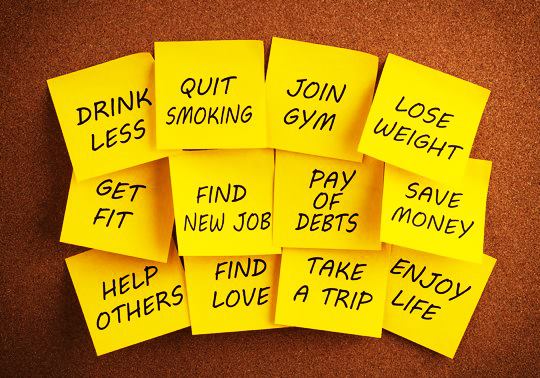 DRINK
LESS
QUIT
SMOKING
JOIN
GYM
LOSE
WEIGHT
GET
FIT
FIND
NEW JOB
PAY
OF
DEBTS
SAVE
MONEY
HELP
OTHERS
FIND
LOVE
TAKE
A TRIP
ENJOY
LIFE